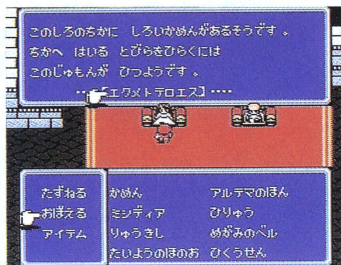 このしろのちかに しろいかめんがあるそうです。
ちかへ はいる とびらをひらくには
このじゅもんが ひつようです。
‥「エクメトテロエス」‥‥
たずねる かめん アルテマのほん
おぼえる ミシディア ひりゅう
アイテム りゅうきし めがみのベル
たいようのほのお ひくうせん